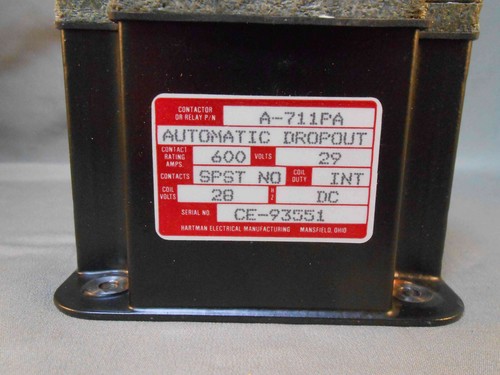 CONTACTOR OR RELAY P/N A-711PA
AUTOMATIC DROPOUT
CONTACT RATING AMPS. 600 VOLTS 29
CONTACTS SPST NO COIL DUTY INT
COIL VOLTS 28 HZ DC
SERIAL NO. CE-93551
HARTMAN ELECTRICAL MANUFACTURING MANSFIELD, OHIO